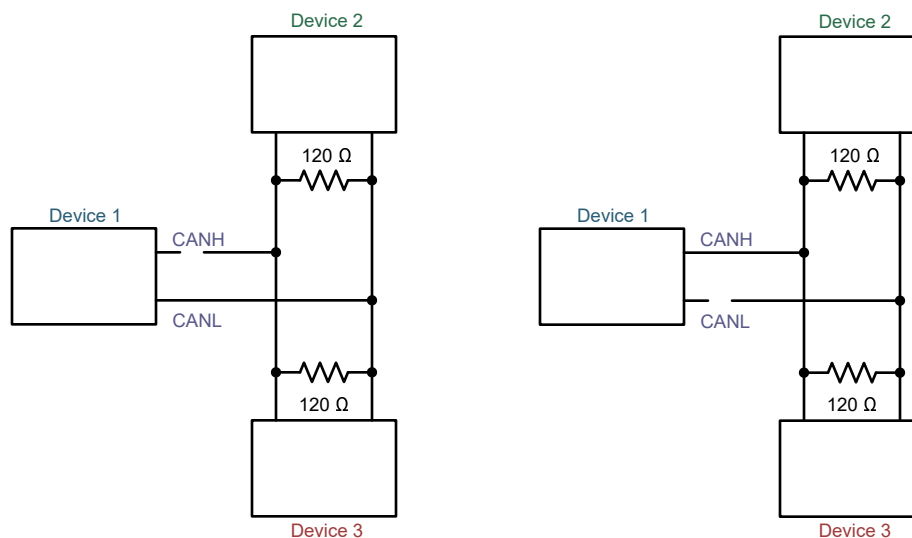 Device 2
120 Ω
Device 1
CANH
CANL
120 Ω
Device 3
Device 2
120 Ω
Device 1
CANH
CANL
120 Ω
Device 3